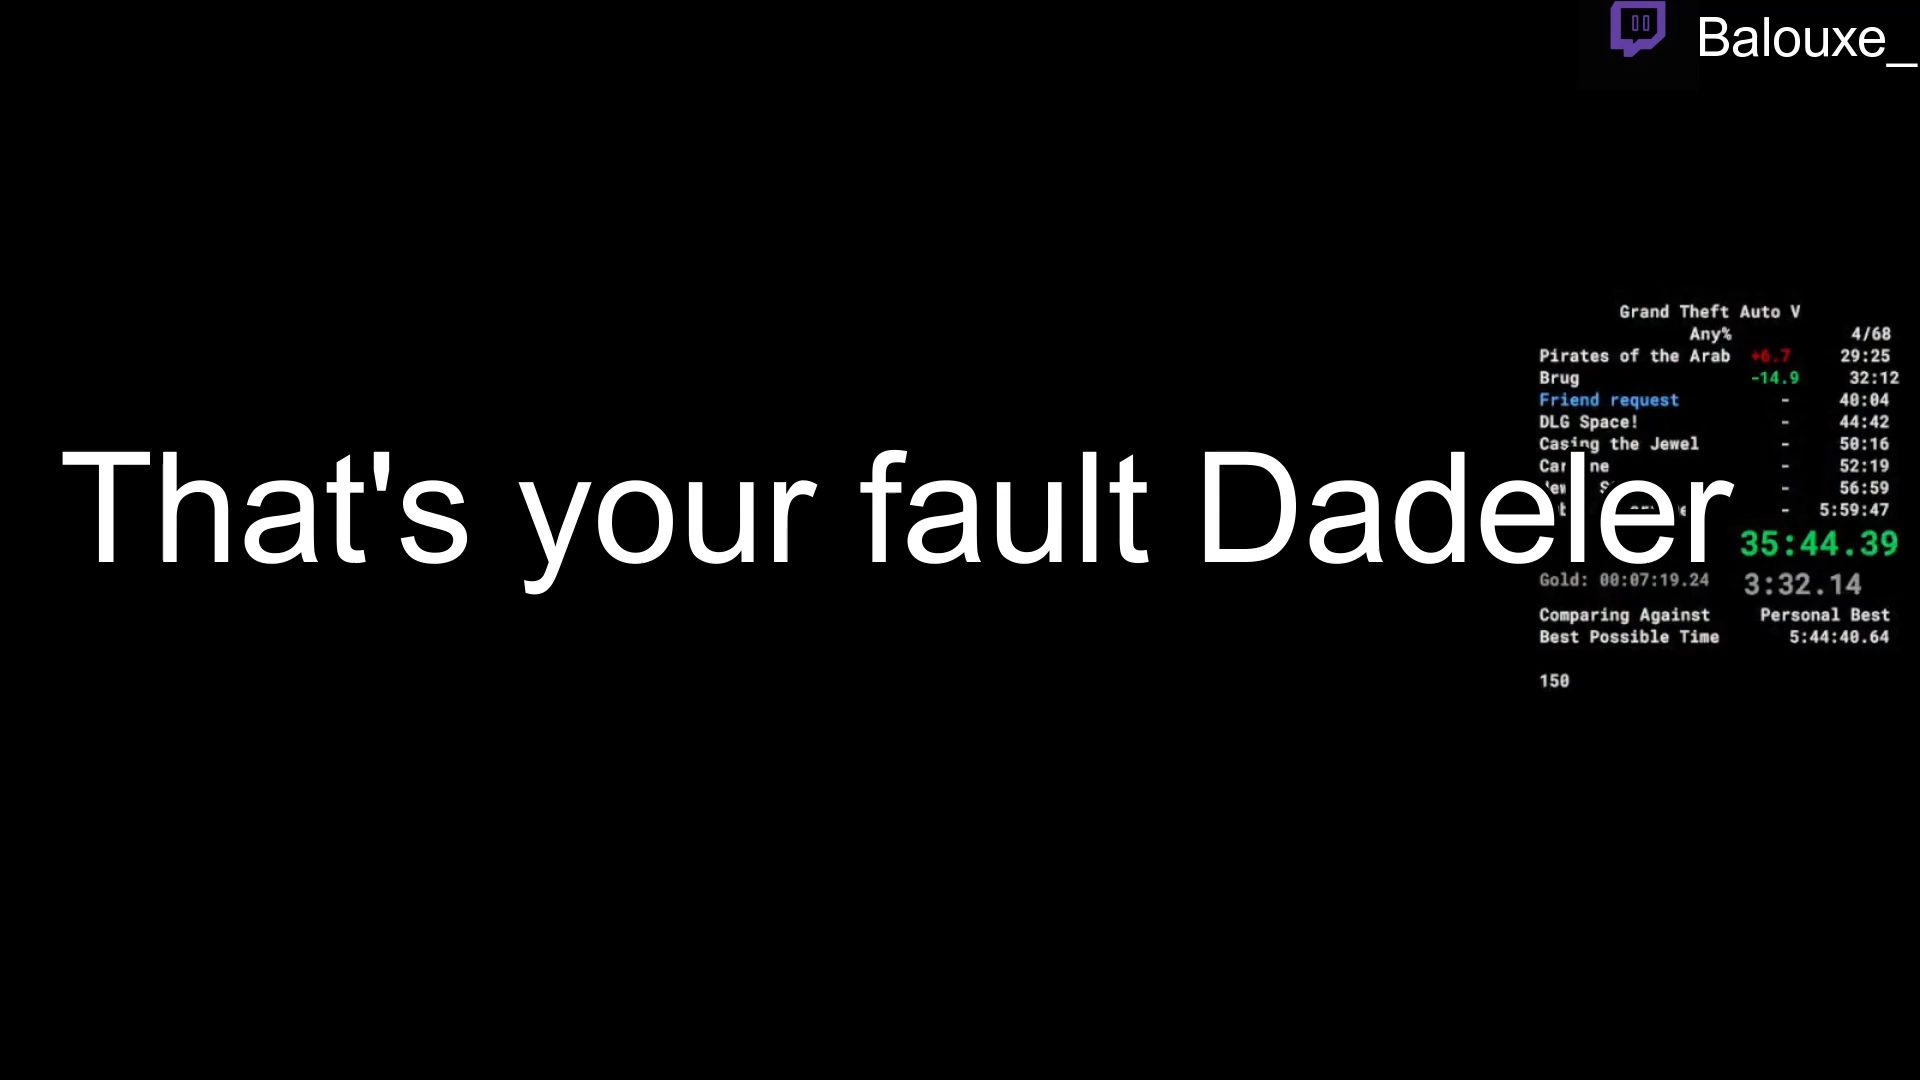 Balouxe_
Grand Theft Auto V
Any% 4/68
Pirates of the Arab +6.7 29:25
Brug -14.9 32:12
Friend request - 40:04
DLG Space! - 44:42
Casing the Jewel - 50:16
- 52:19
- 56:59
- 5:59:47
That's your fault Dadeler
35:44.39
Gold: 00:07:19.24 3:32.14
Comparing Against Personal Best
Best Possible Time 5:44:40.64
150